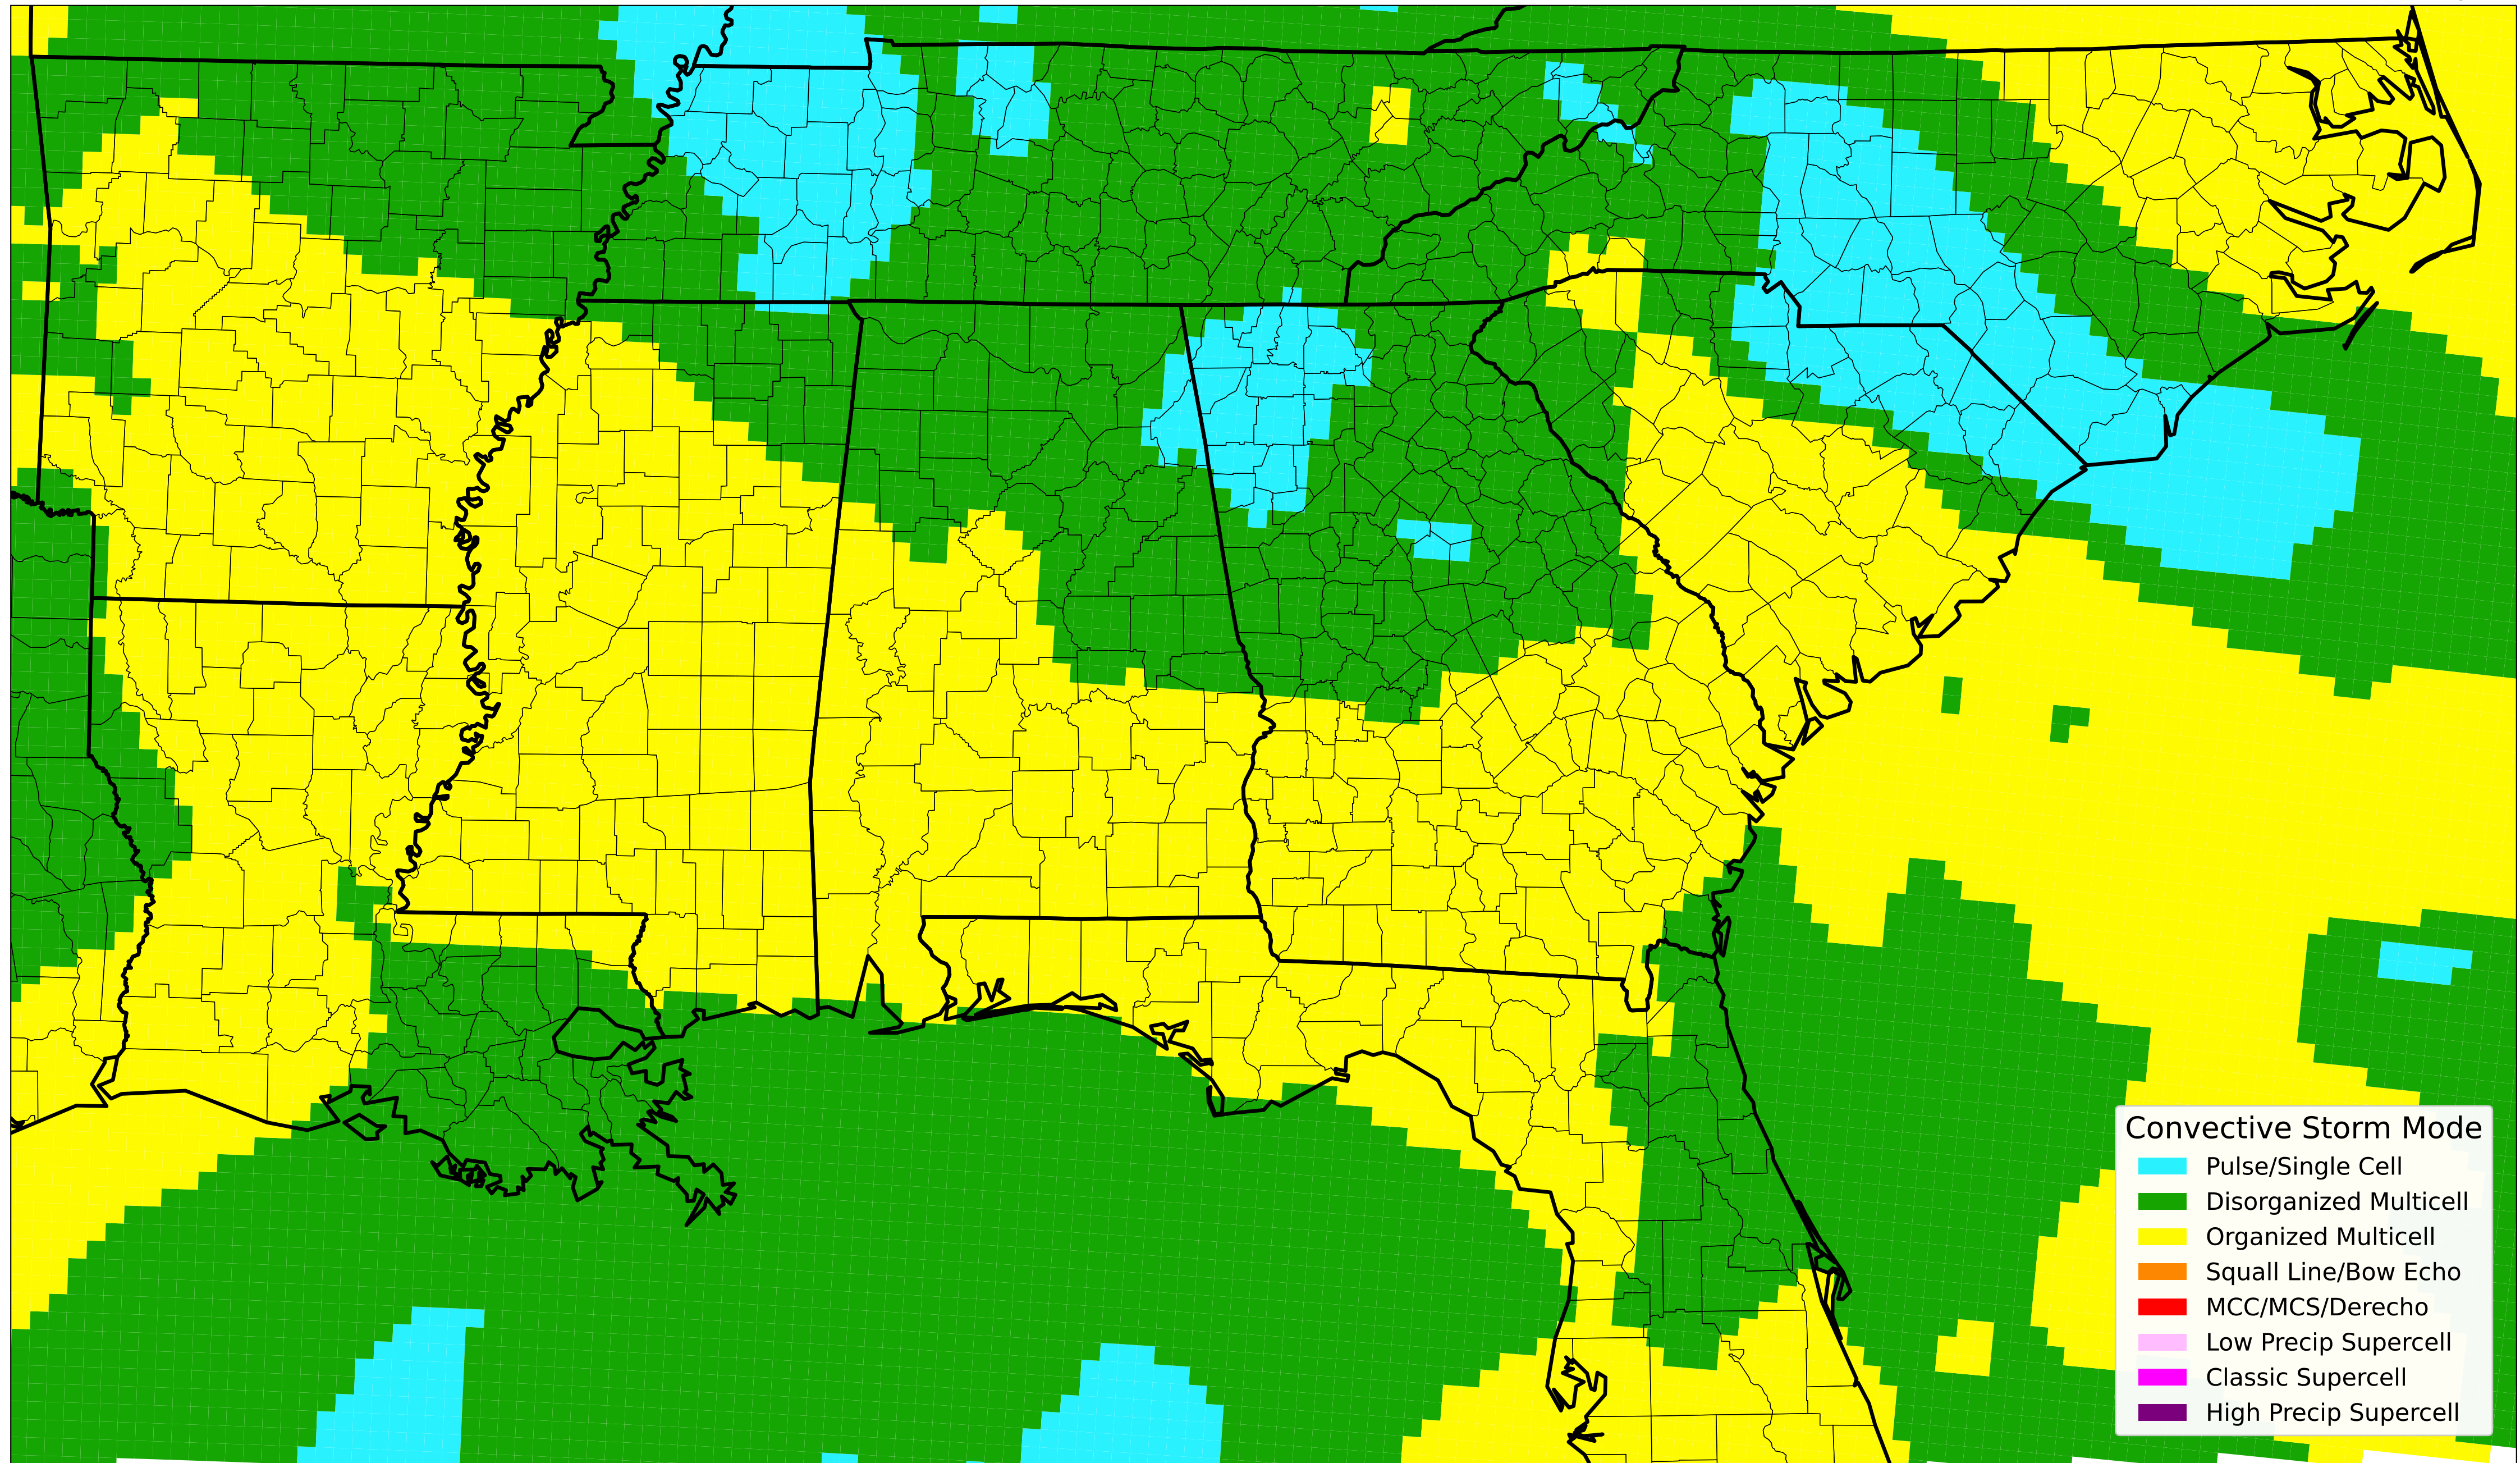 Convective Storm Mode
Pulse/Single Cell
Disorganized Multicell
Organized Multicell
Squall Line/Bow Echo
MCC/MCS/Derecho
Low Precip Supercell
Classic Supercell
High Precip Supercell